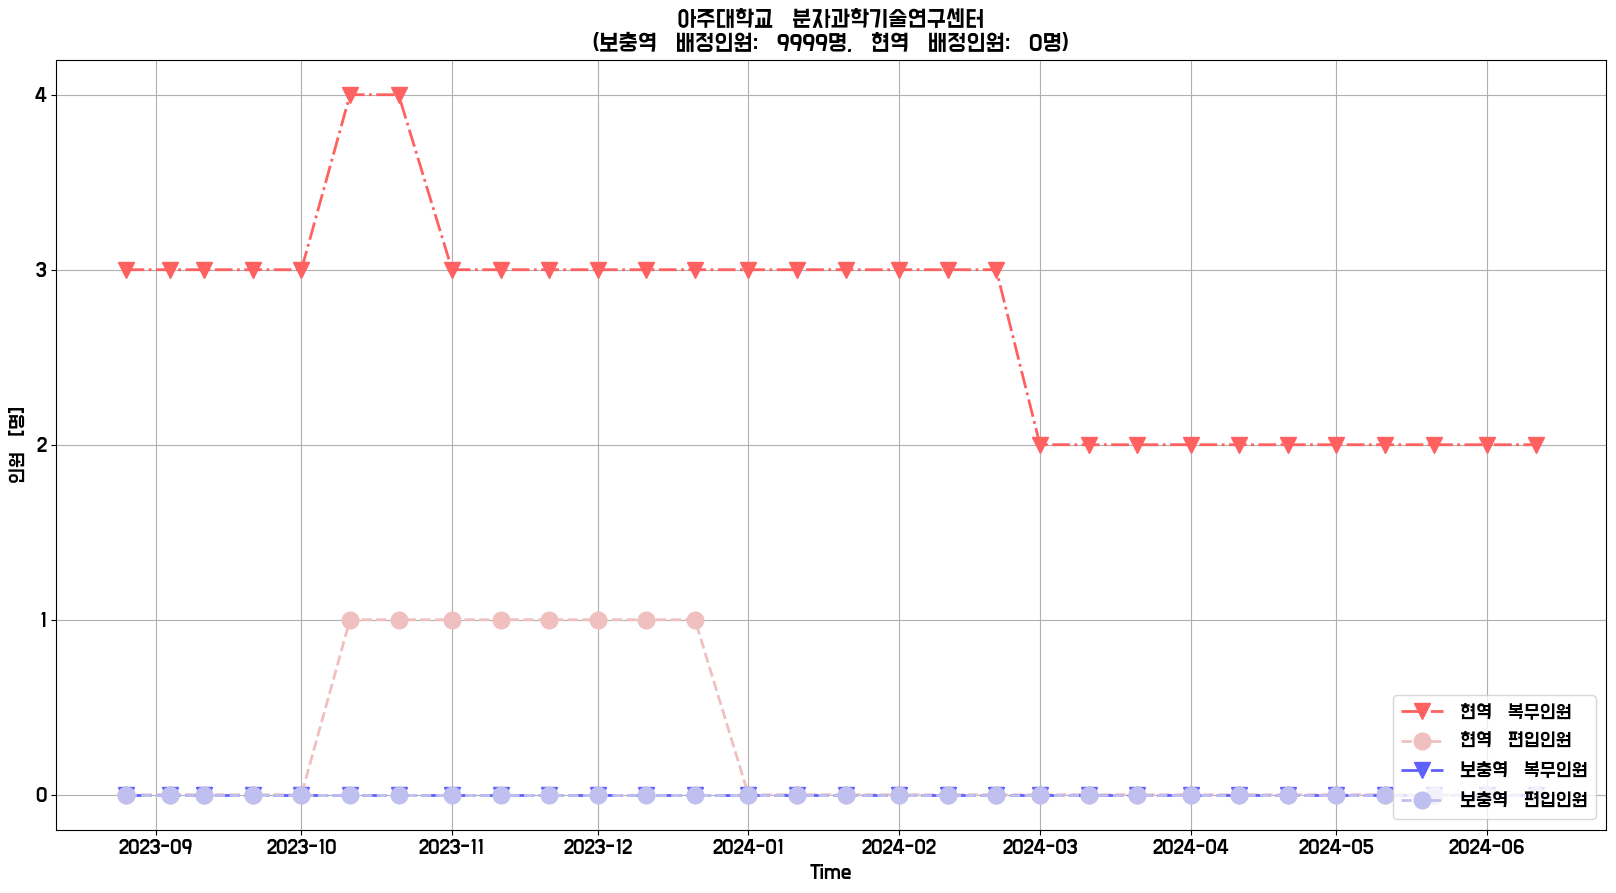 아주대학교 분자과학기술연구센터
(보충역 배정인원: 9999명, 현역 배정인원: 0명)
인원 [명]
4
3
2
1
0
현역 복무인원
현역 편입인원
보충역 복무인원
보충역 편입인원
2023-09 2023-10 2023-11 2023-12 2024-01 2024-02 2024-03 2024-04 2024-05 2024-06
Time